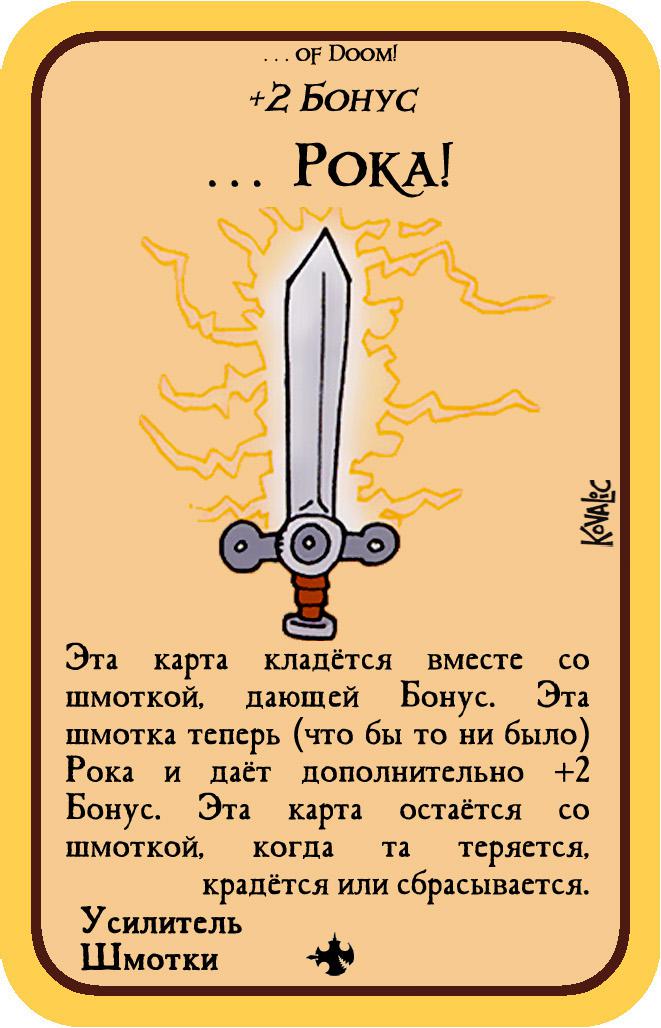 ...of Doom!
+2 Бонус
... Рока!
Kovalic
Эта карта кладётся вместе со
шмоткой, дающей Бонус. Эта
шмотка теперь (что бы то ни было)
Рока и даёт дополнительно +2
Бонус. Эта карта остаётся со
шмоткой, когда та теряется,
крадётся или сбрасывается.
Усилитель
Шмотки